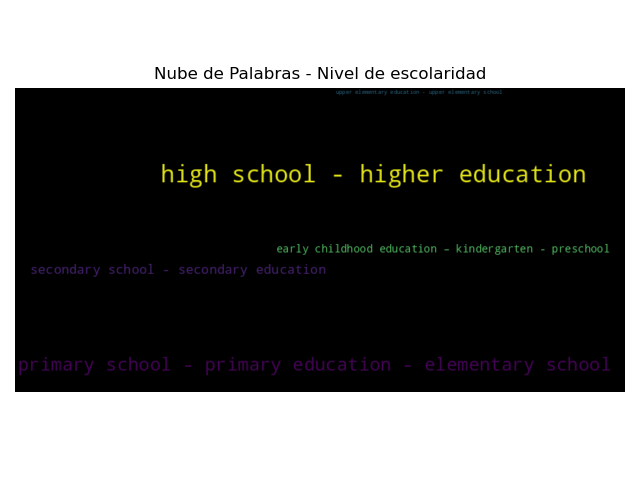 Nube de Palabras - Nivel de escolaridad
upper elementary education - upper elementary school
high school - higher education
early childhood education – kindergarten - preschool
secondary school - secondary education
primary school - primary education - elementary school